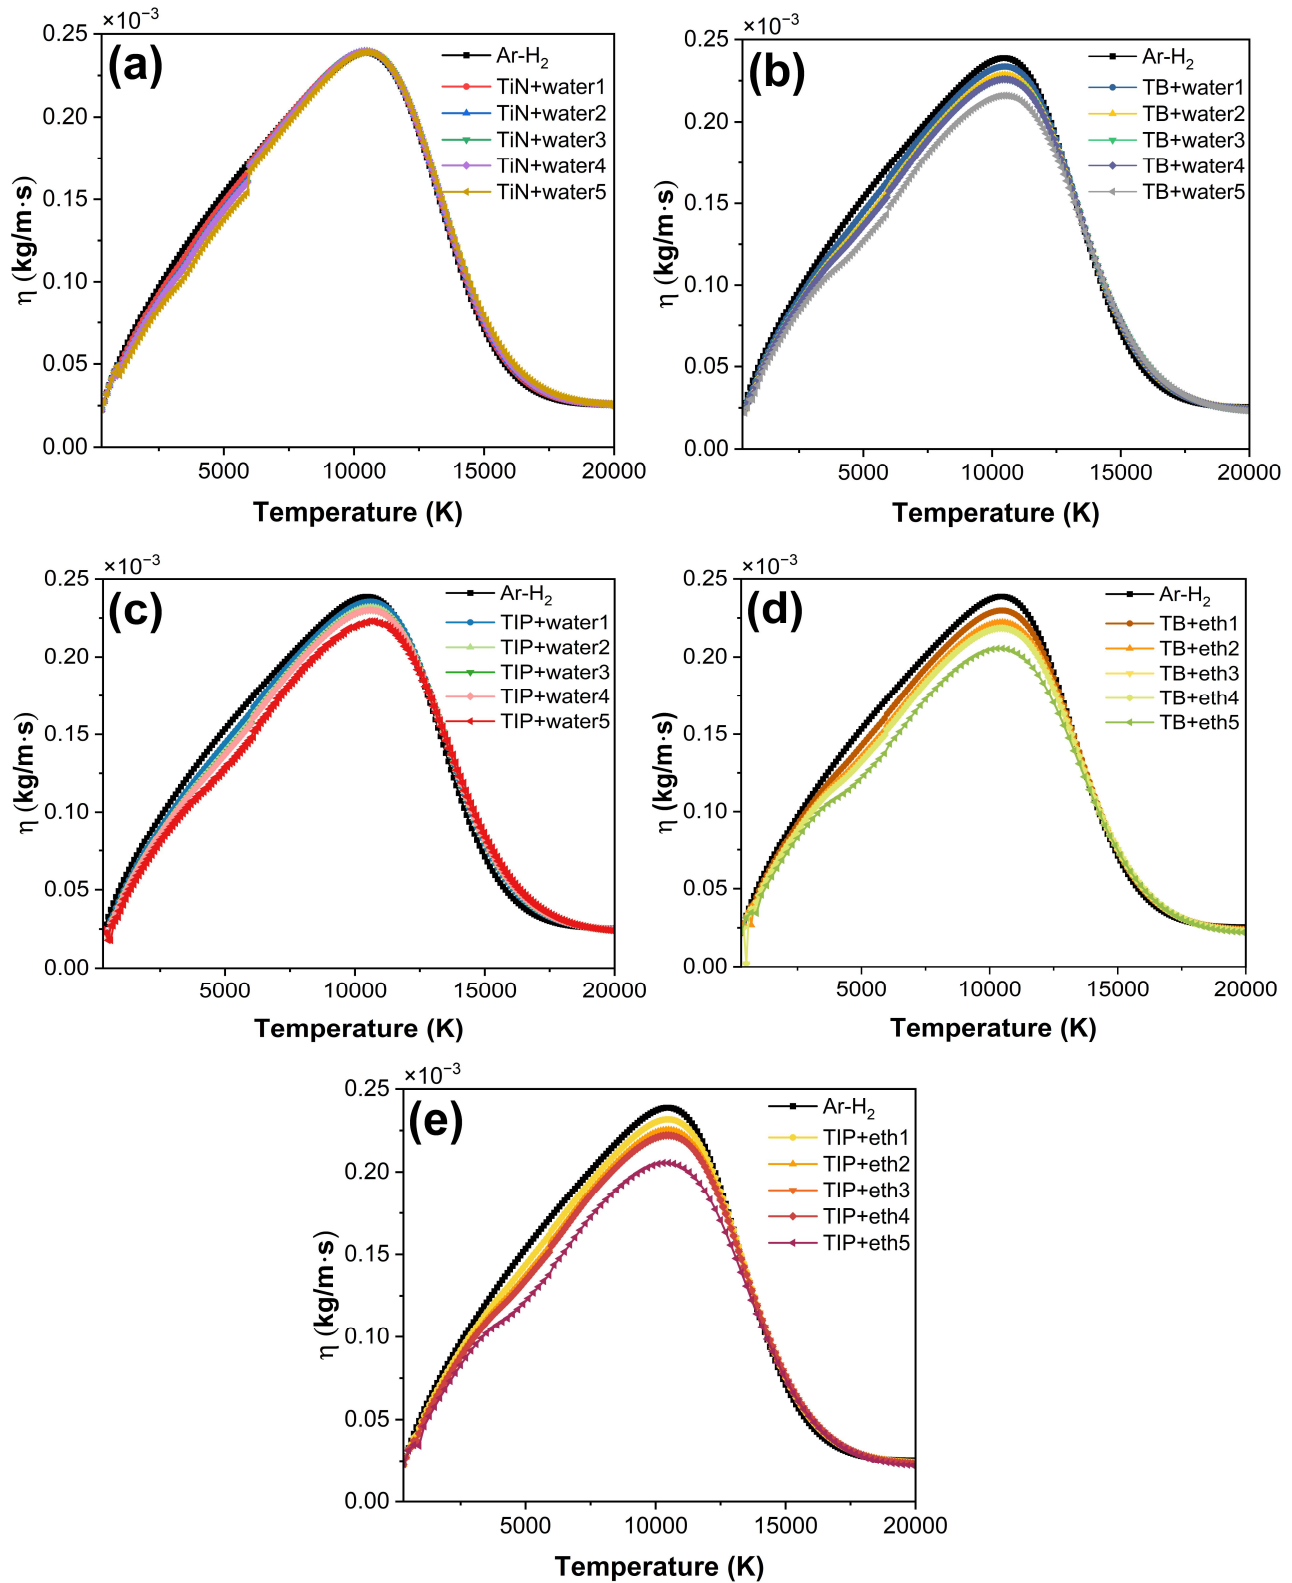 ×10⁻³
(a)
0.25
0.20
0.15
0.10
0.05
0.00
η (kg/m·s)
Ar-H₂
TiN+water1
TiN+water2
TiN+water3
TiN+water4
TiN+water5
5000 10000 15000 20000
Temperature (K)
×10⁻³
(b)
0.25
0.20
0.15
0.10
0.05
0.00
η (kg/m·s)
Ar-H₂
TB+water1
TB+water2
TB+water3
TB+water4
TB+water5
5000 10000 15000 20000
Temperature (K)
×10⁻³
(c)
0.25
0.20
0.15
0.10
0.05
0.00
η (kg/m·s)
Ar-H₂
TIP+water1
TIP+water2
TIP+water3
TIP+water4
TIP+water5
5000 10000 15000 20000
Temperature (K)
×10⁻³
(d)
0.25
0.20
0.15
0.10
0.05
0.00
η (kg/m·s)
Ar-H₂
TB+eth1
TB+eth2
TB+eth3
TB+eth4
TB+eth5
5000 10000 15000 20000
Temperature (K)
×10⁻³
(e)
0.25
0.20
0.15
0.10
0.05
0.00
η (kg/m·s)
Ar-H₂
TIP+eth1
TIP+eth2
TIP+eth3
TIP+eth4
TIP+eth5
5000 10000 15000 20000
Temperature (K)